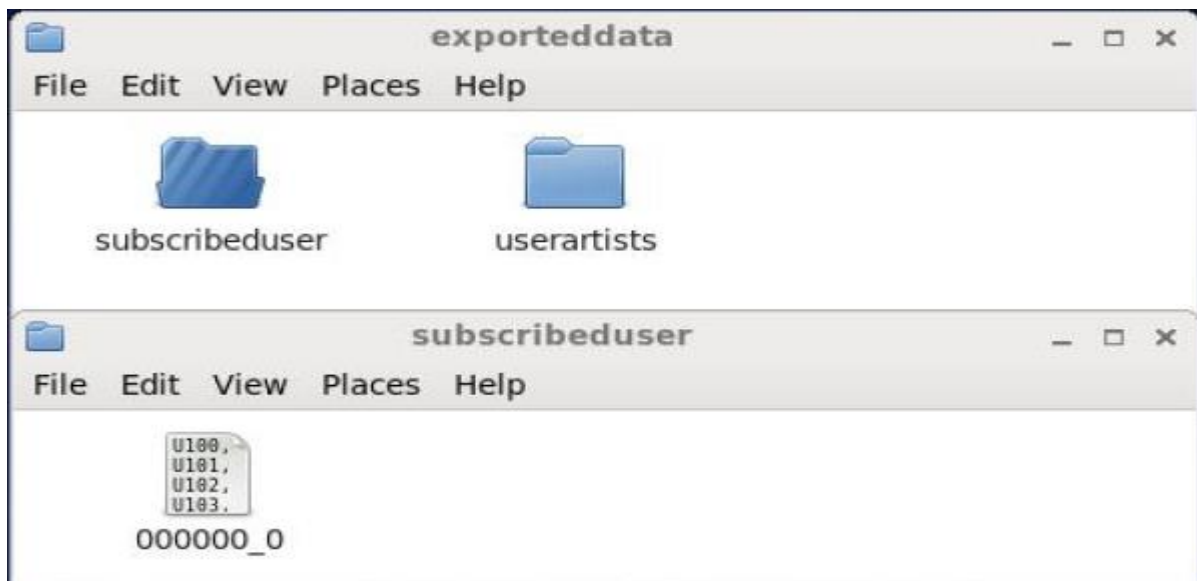 exporteddata
File Edit View Places Help
subscribeduser userartists
subscribeduser
File Edit View Places Help
U100,
U101,
U102,
U103,
000000_0